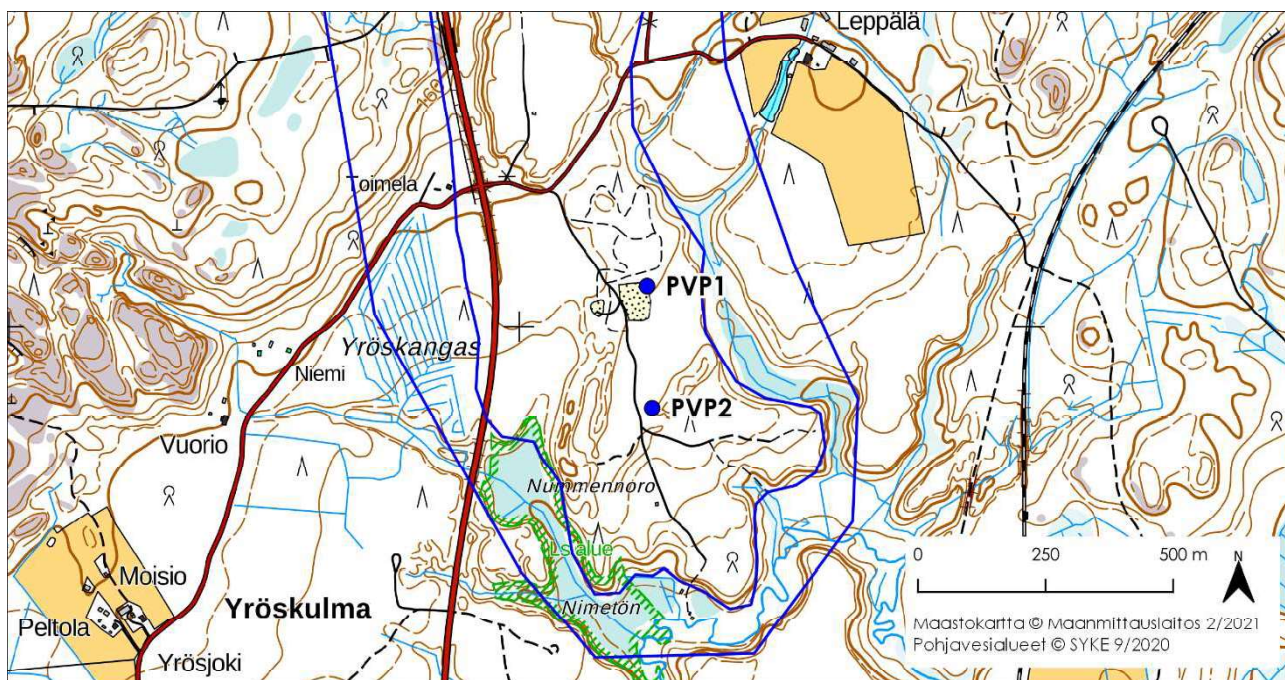 Leppälä
160
Toimela
PVP1
Yröskangas
Niemi
PVP2
Vuorio
Nummennoro
Ls alue
Moisio
Yröskulma
Nimetön
Peltola
Yrösjoki
0 250 500 m N
Maastokartta © Maanmittauslaitos 2/2021
Pohjavesialueet © SYKE 9/2020